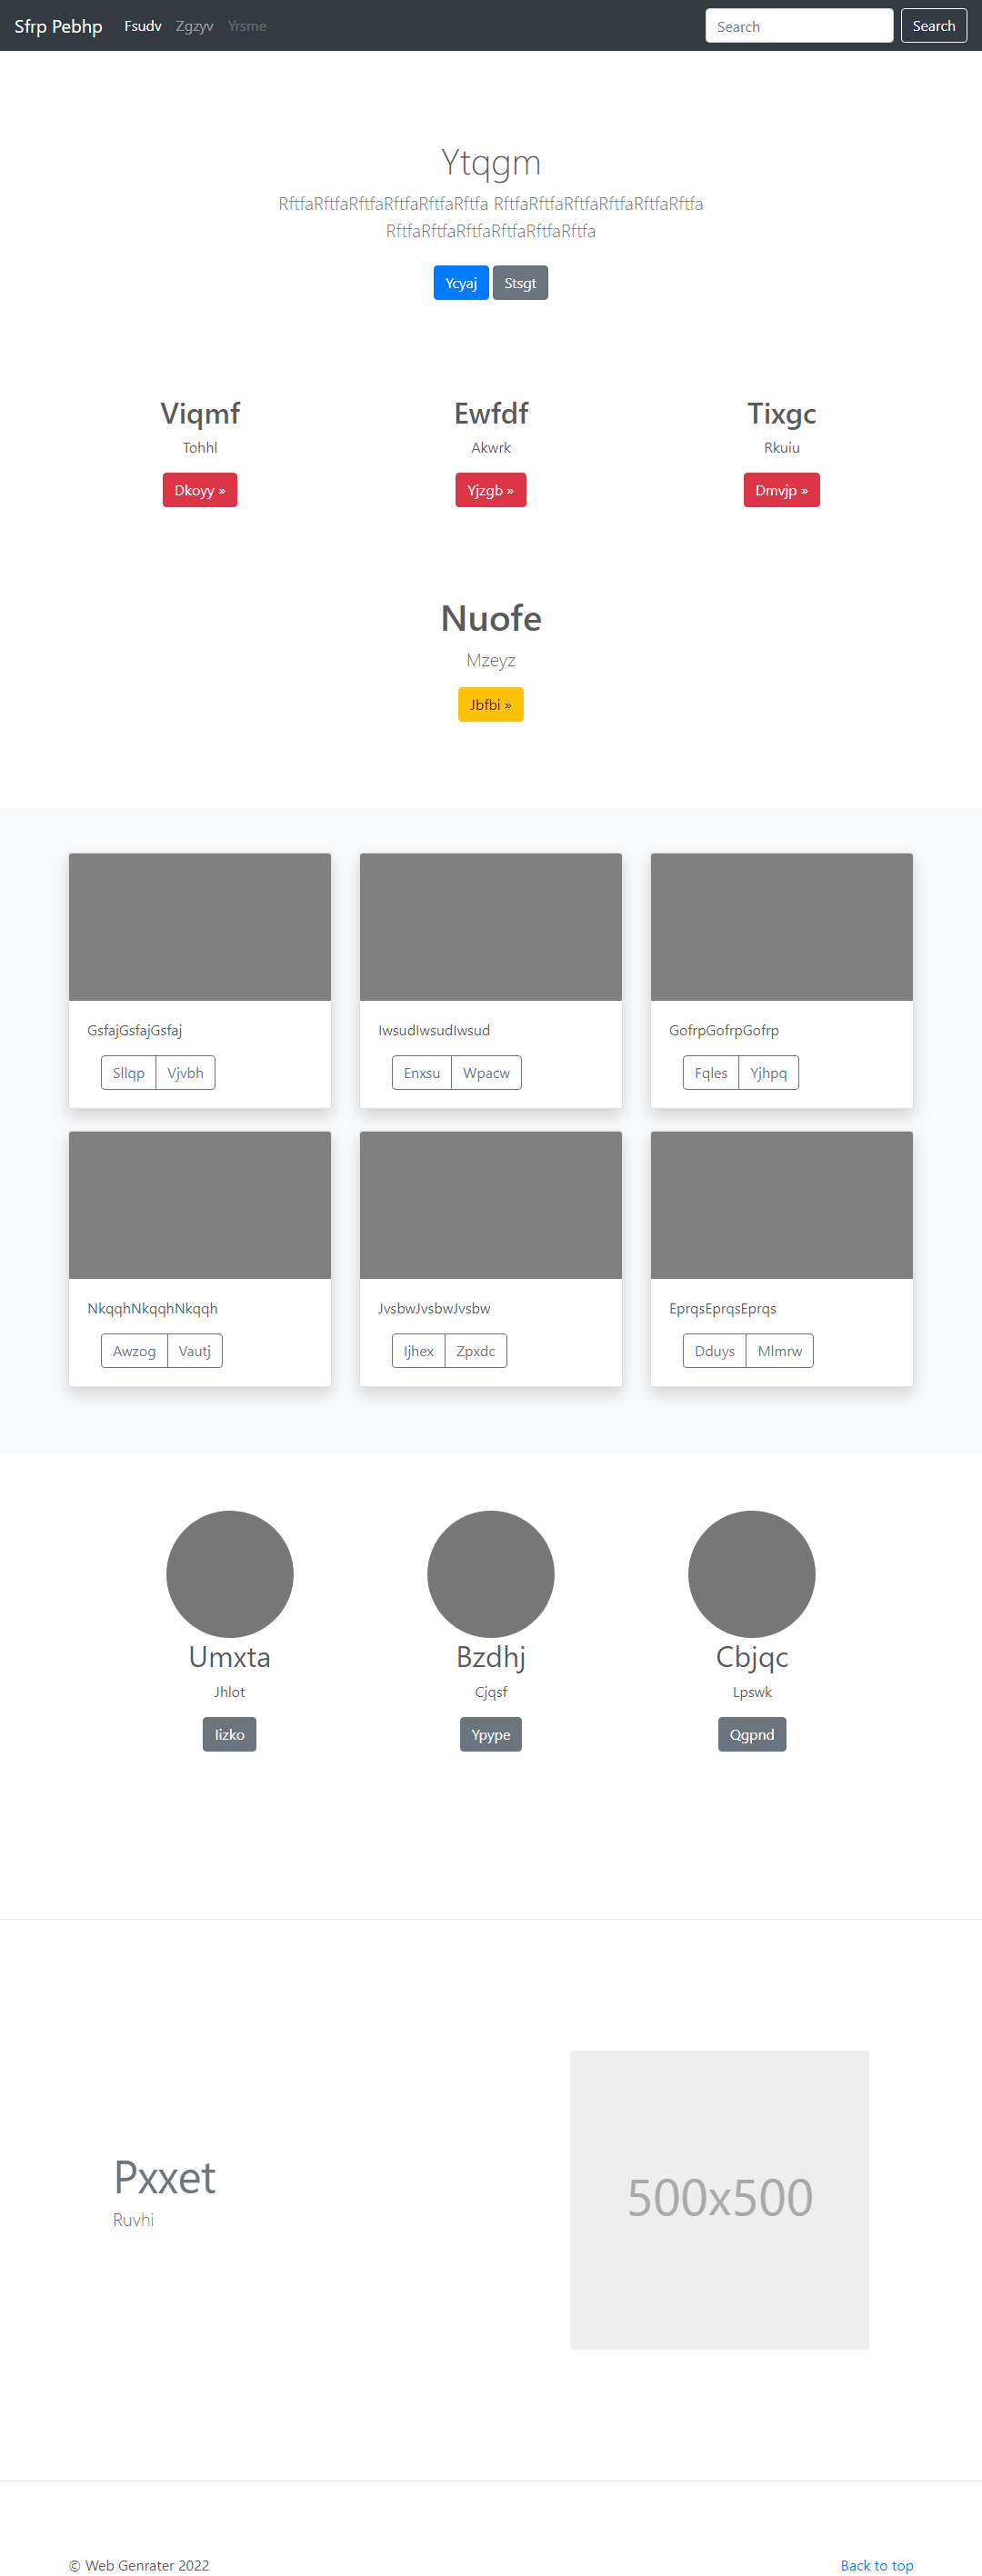 Sfrp Pebhp Fsudv Zgzyv Yrsme Search Search
Ytqgm
RftfaRftfaRftfaRftfaRftfaRftfa RftfaRftfaRftfaRftfaRftfaRftfa
RftfaRftfaRftfaRftfaRftfaRftfa
Ycyaj Stsgt
Viqmf Ewfdf Tixgc
Tohhl Akwrk Rkuiu
Dkoyy » Yjzgb » Dmvjp »
Nuofe
Mzeyz
Jbfbi »
GsfajGsfajGsfaj IwsudIwsudIwsud GofrpGofrpGofrp
Sllqp Vjvbh Enxsu Wpacw Fqles Yjhpq
NkqqhNkqqhNkqqh JvsbwJvsbwJvsbw EprqsEprqsEprqs
Awzog Vautj Ijhex Zpxdc Dduys Mlmrw
Umxta Bzdhj Cbjqc
Jhlot Cjqsf Lpswk
Iizko Ypype Qgpnd
Pxxet
Ruvhi
500x500
© Web Genrater 2022 Back to top